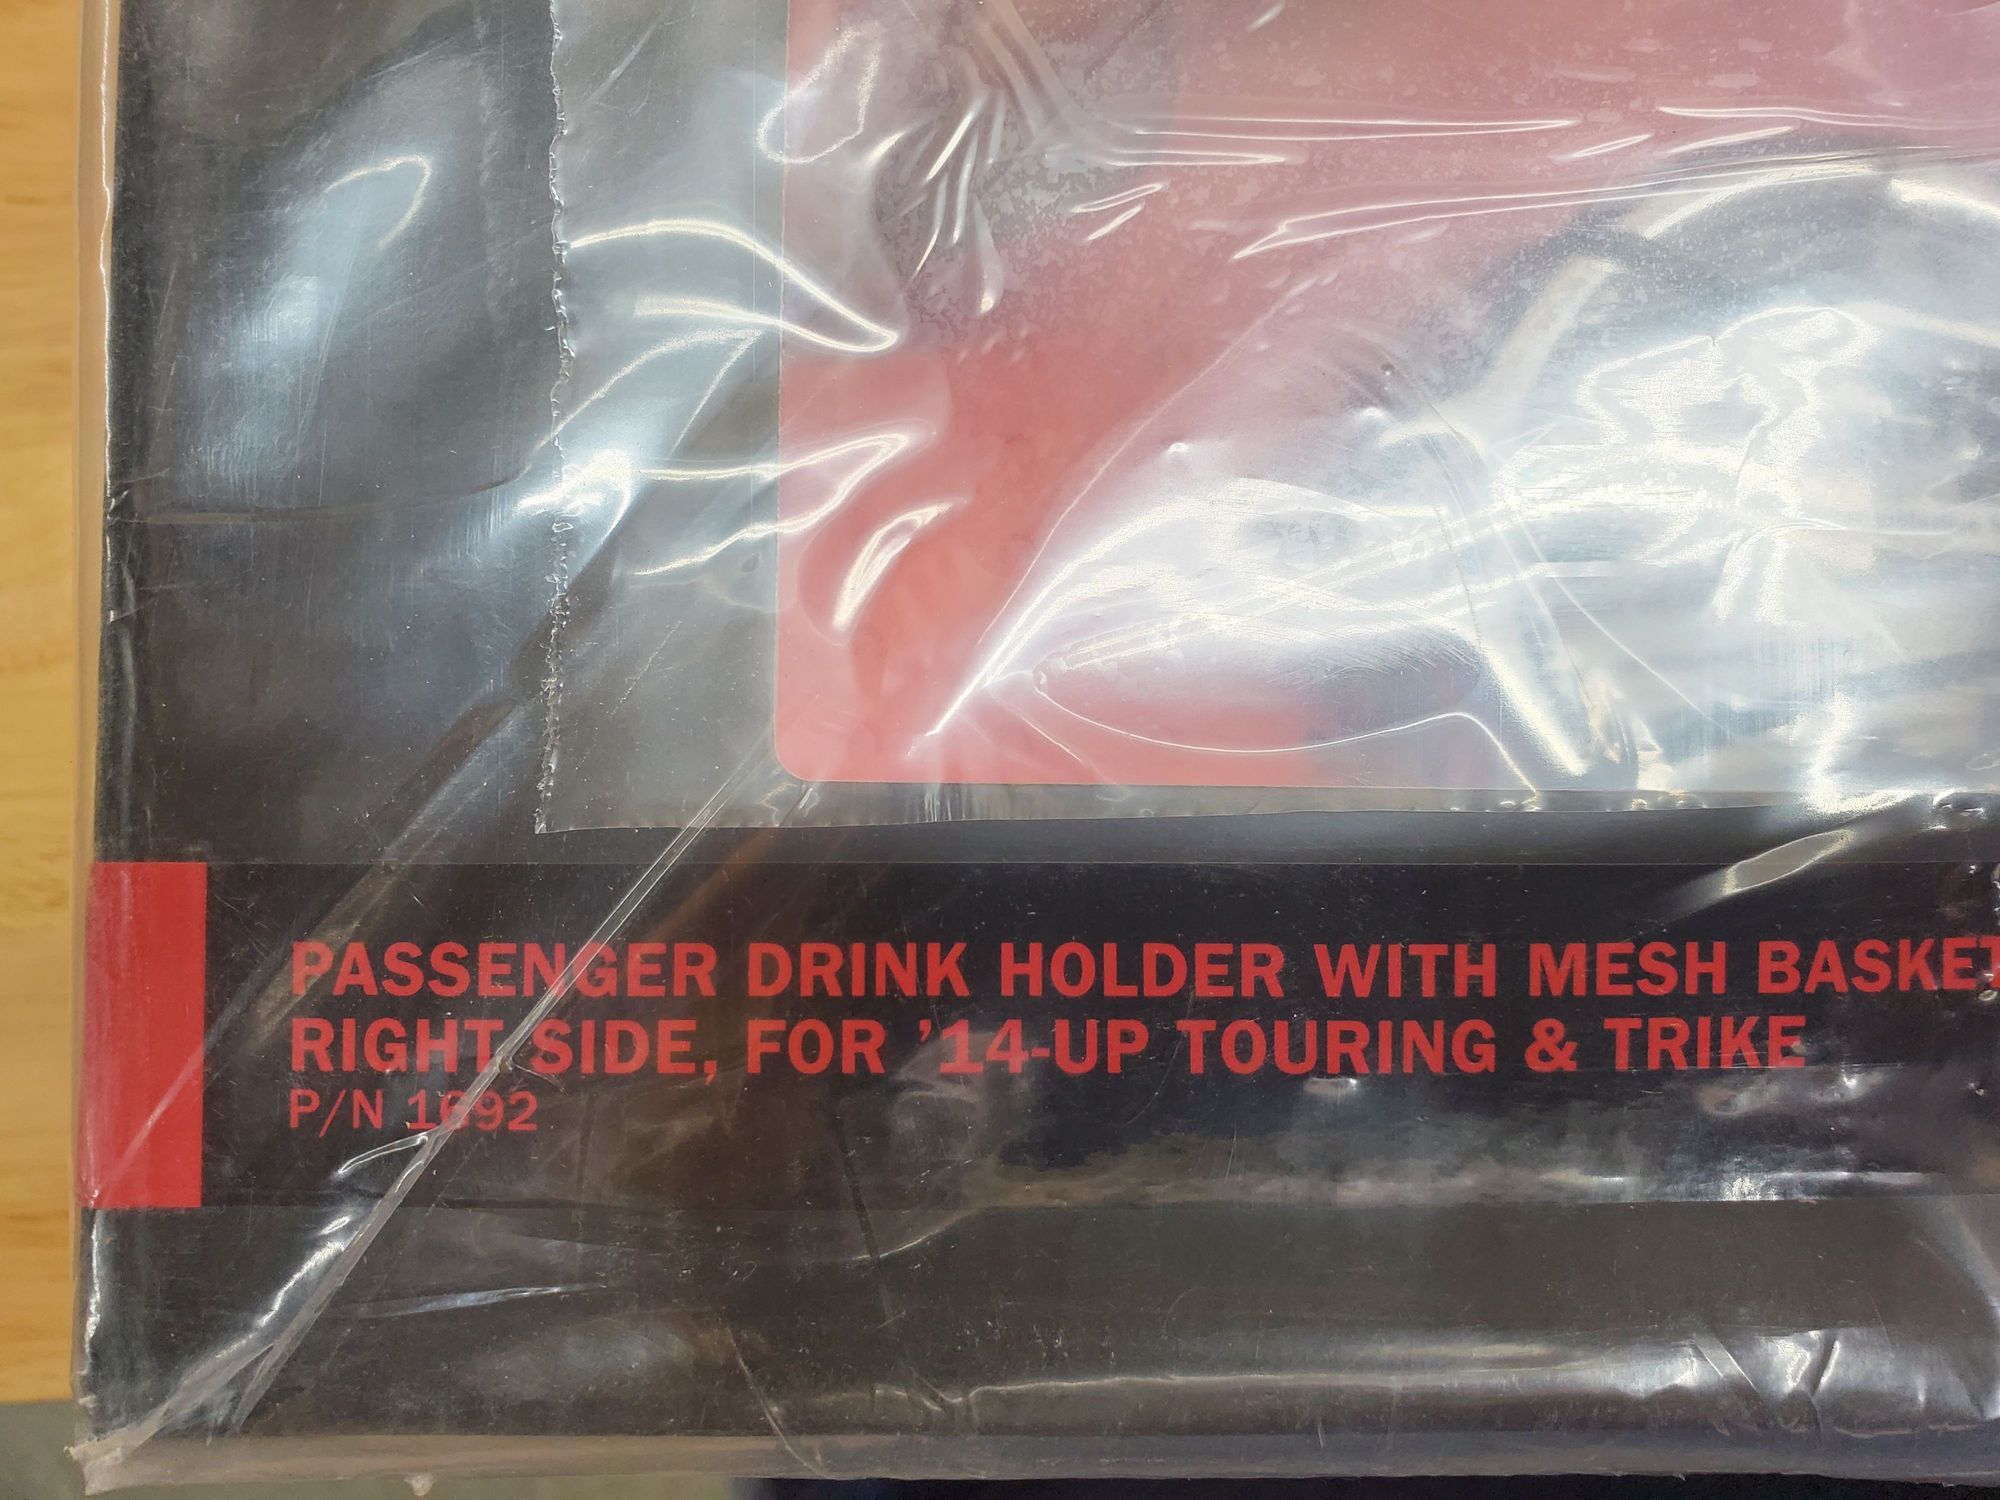 PASSENGER DRINK HOLDER WITH MESH BASKET
RIGHT SIDE, FOR '14-UP TOURING & TRIKE
P/N 1692